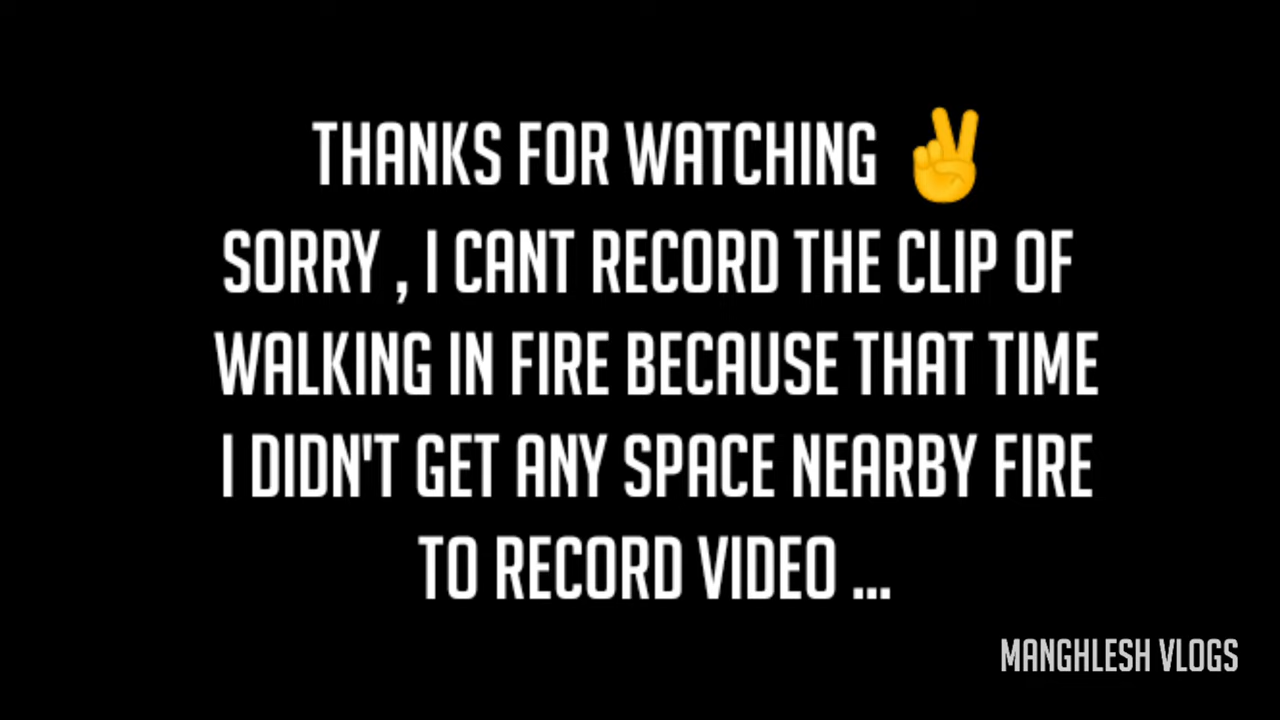 THANKS FOR WATCHING ✌
SORRY , I CANT RECORD THE CLIP OF
WALKING IN FIRE BECAUSE THAT TIME
I DIDN'T GET ANY SPACE NEARBY FIRE
TO RECORD VIDEO ...
MANGHLESH VLOGS